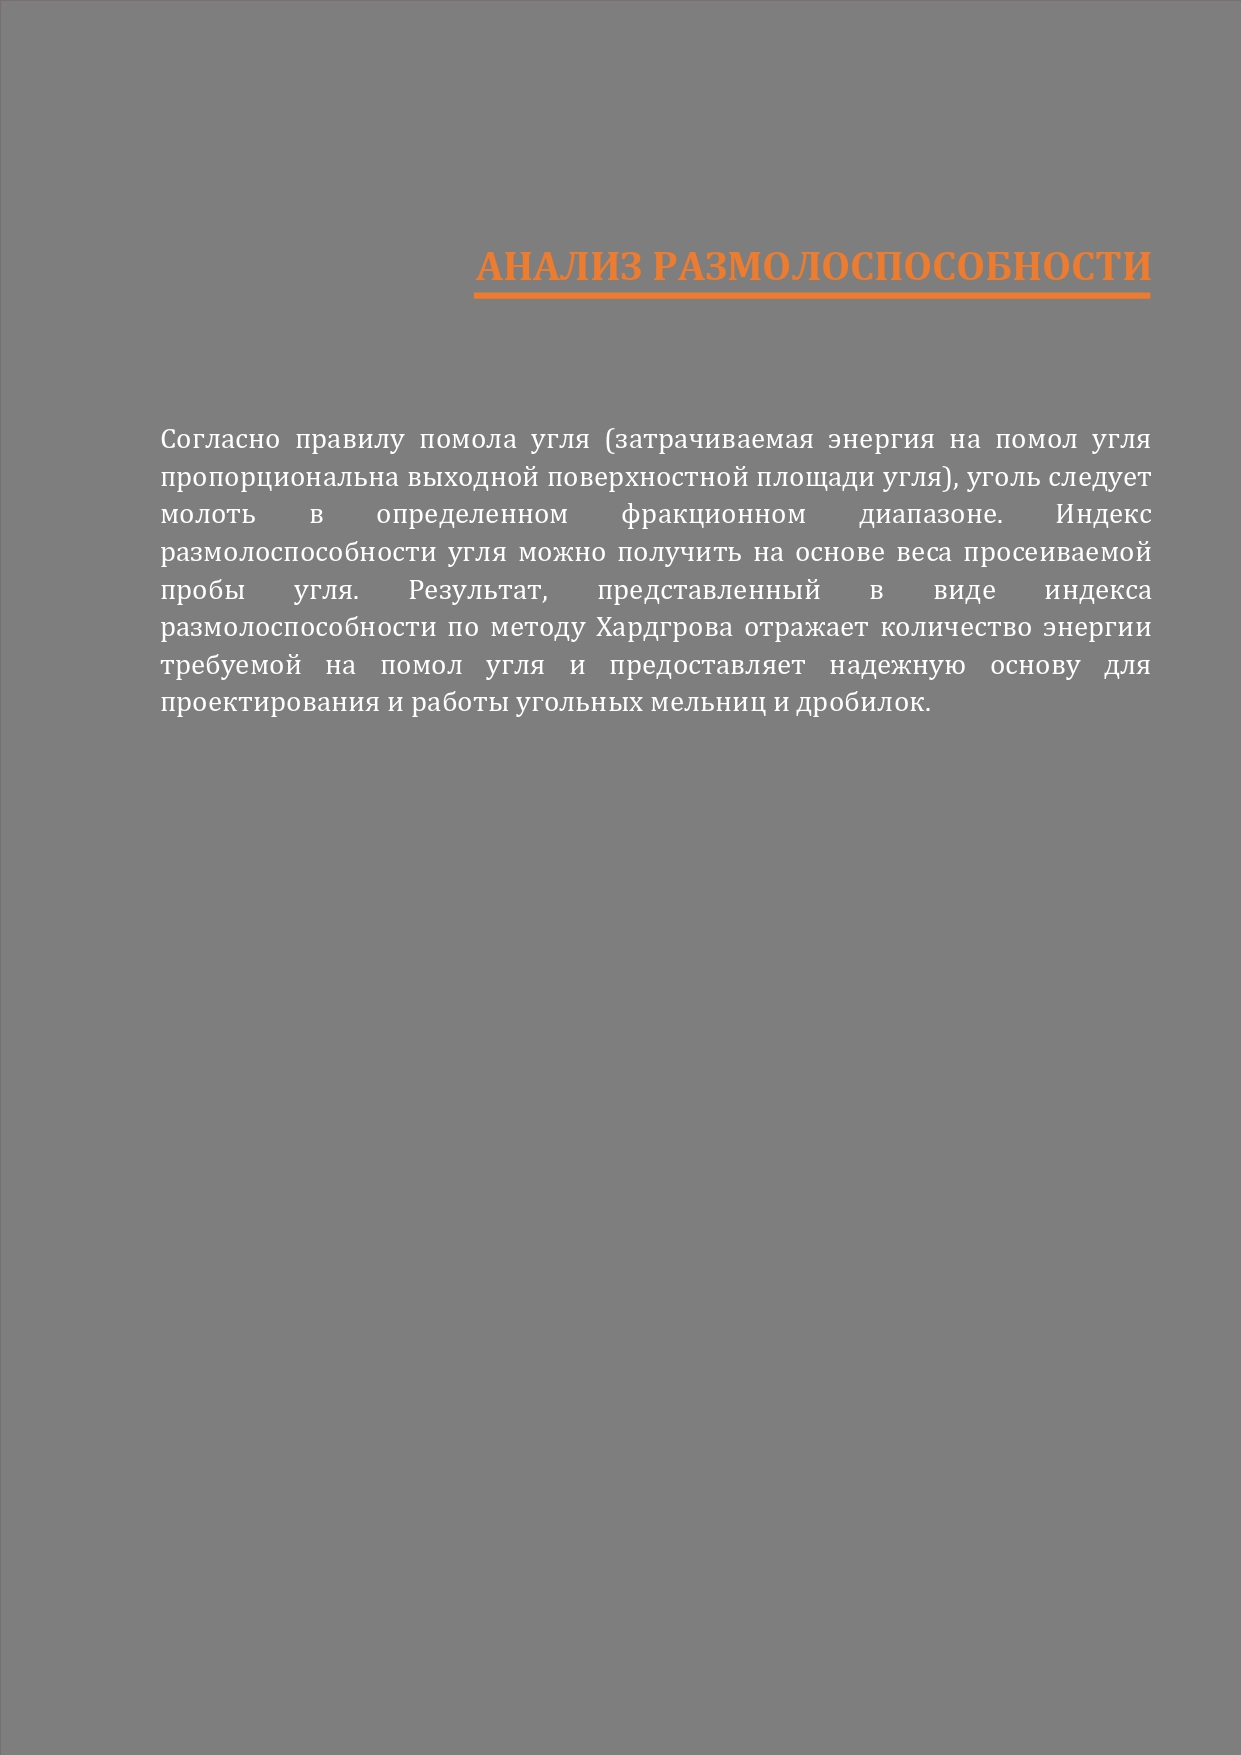 АНАЛИЗ РАЗМОЛОСПОСОБНОСТИ
Согласно правилу помола угля (затрачиваемая энергия на помол угля
пропорциональна выходной поверхностной площади угля), уголь следует
молоть в определенном фракционном диапазоне. Индекс
размолоспособности угля можно получить на основе веса просеиваемой
пробы угля. Результат, представленный в виде индекса
размолоспособности по методу Хардгрова отражает количество энергии
требуемой на помол угля и предоставляет надежную основу для
проектирования и работы угольных мельниц и дробилок.